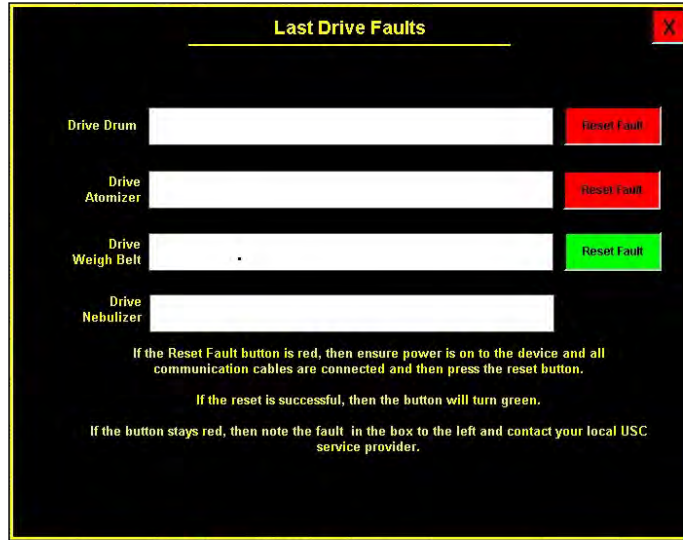 Last Drive Faults
X
Drive Drum
Reset Fault
Drive
Atomizer
Reset Fault
Drive
Weigh Belt
Reset Fault
Drive
Nebulizer
If the Reset Fault button is red, then ensure power is on to the device and all
communication cables are connected and then press the reset button.
If the reset is successful, then the button will turn green.
If the button stays red, then note the fault in the box to the left and contact your local USC
service provider.